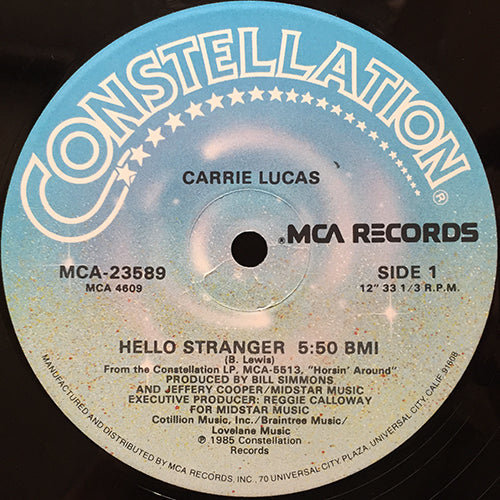 CONSTELLATION®
CARRIE LUCAS
®MCA RECORDS
MCA-23589
MCA 4609
SIDE 1
12" 33 1/3 R.P.M.
HELLO STRANGER 5:50 BMI
(B. Lewis)
From the Constellation LP, MCA-5513, "Horsin' Around"
PRODUCED BY BILL SIMMONS
AND JEFFERY COOPER/MIDSTAR MUSIC
EXECUTIVE PRODUCER: REGGIE CALLOWAY
FOR MIDSTAR MUSIC
Cotillion Music, Inc./Braintree Music/
Lovelane Music
℗ 1985 Constellation
Records
MANUFACTURED AND DISTRIBUTED BY MCA RECORDS, INC., 70 UNIVERSAL CITY PLAZA, UNIVERSAL CITY, CALIF. 91608